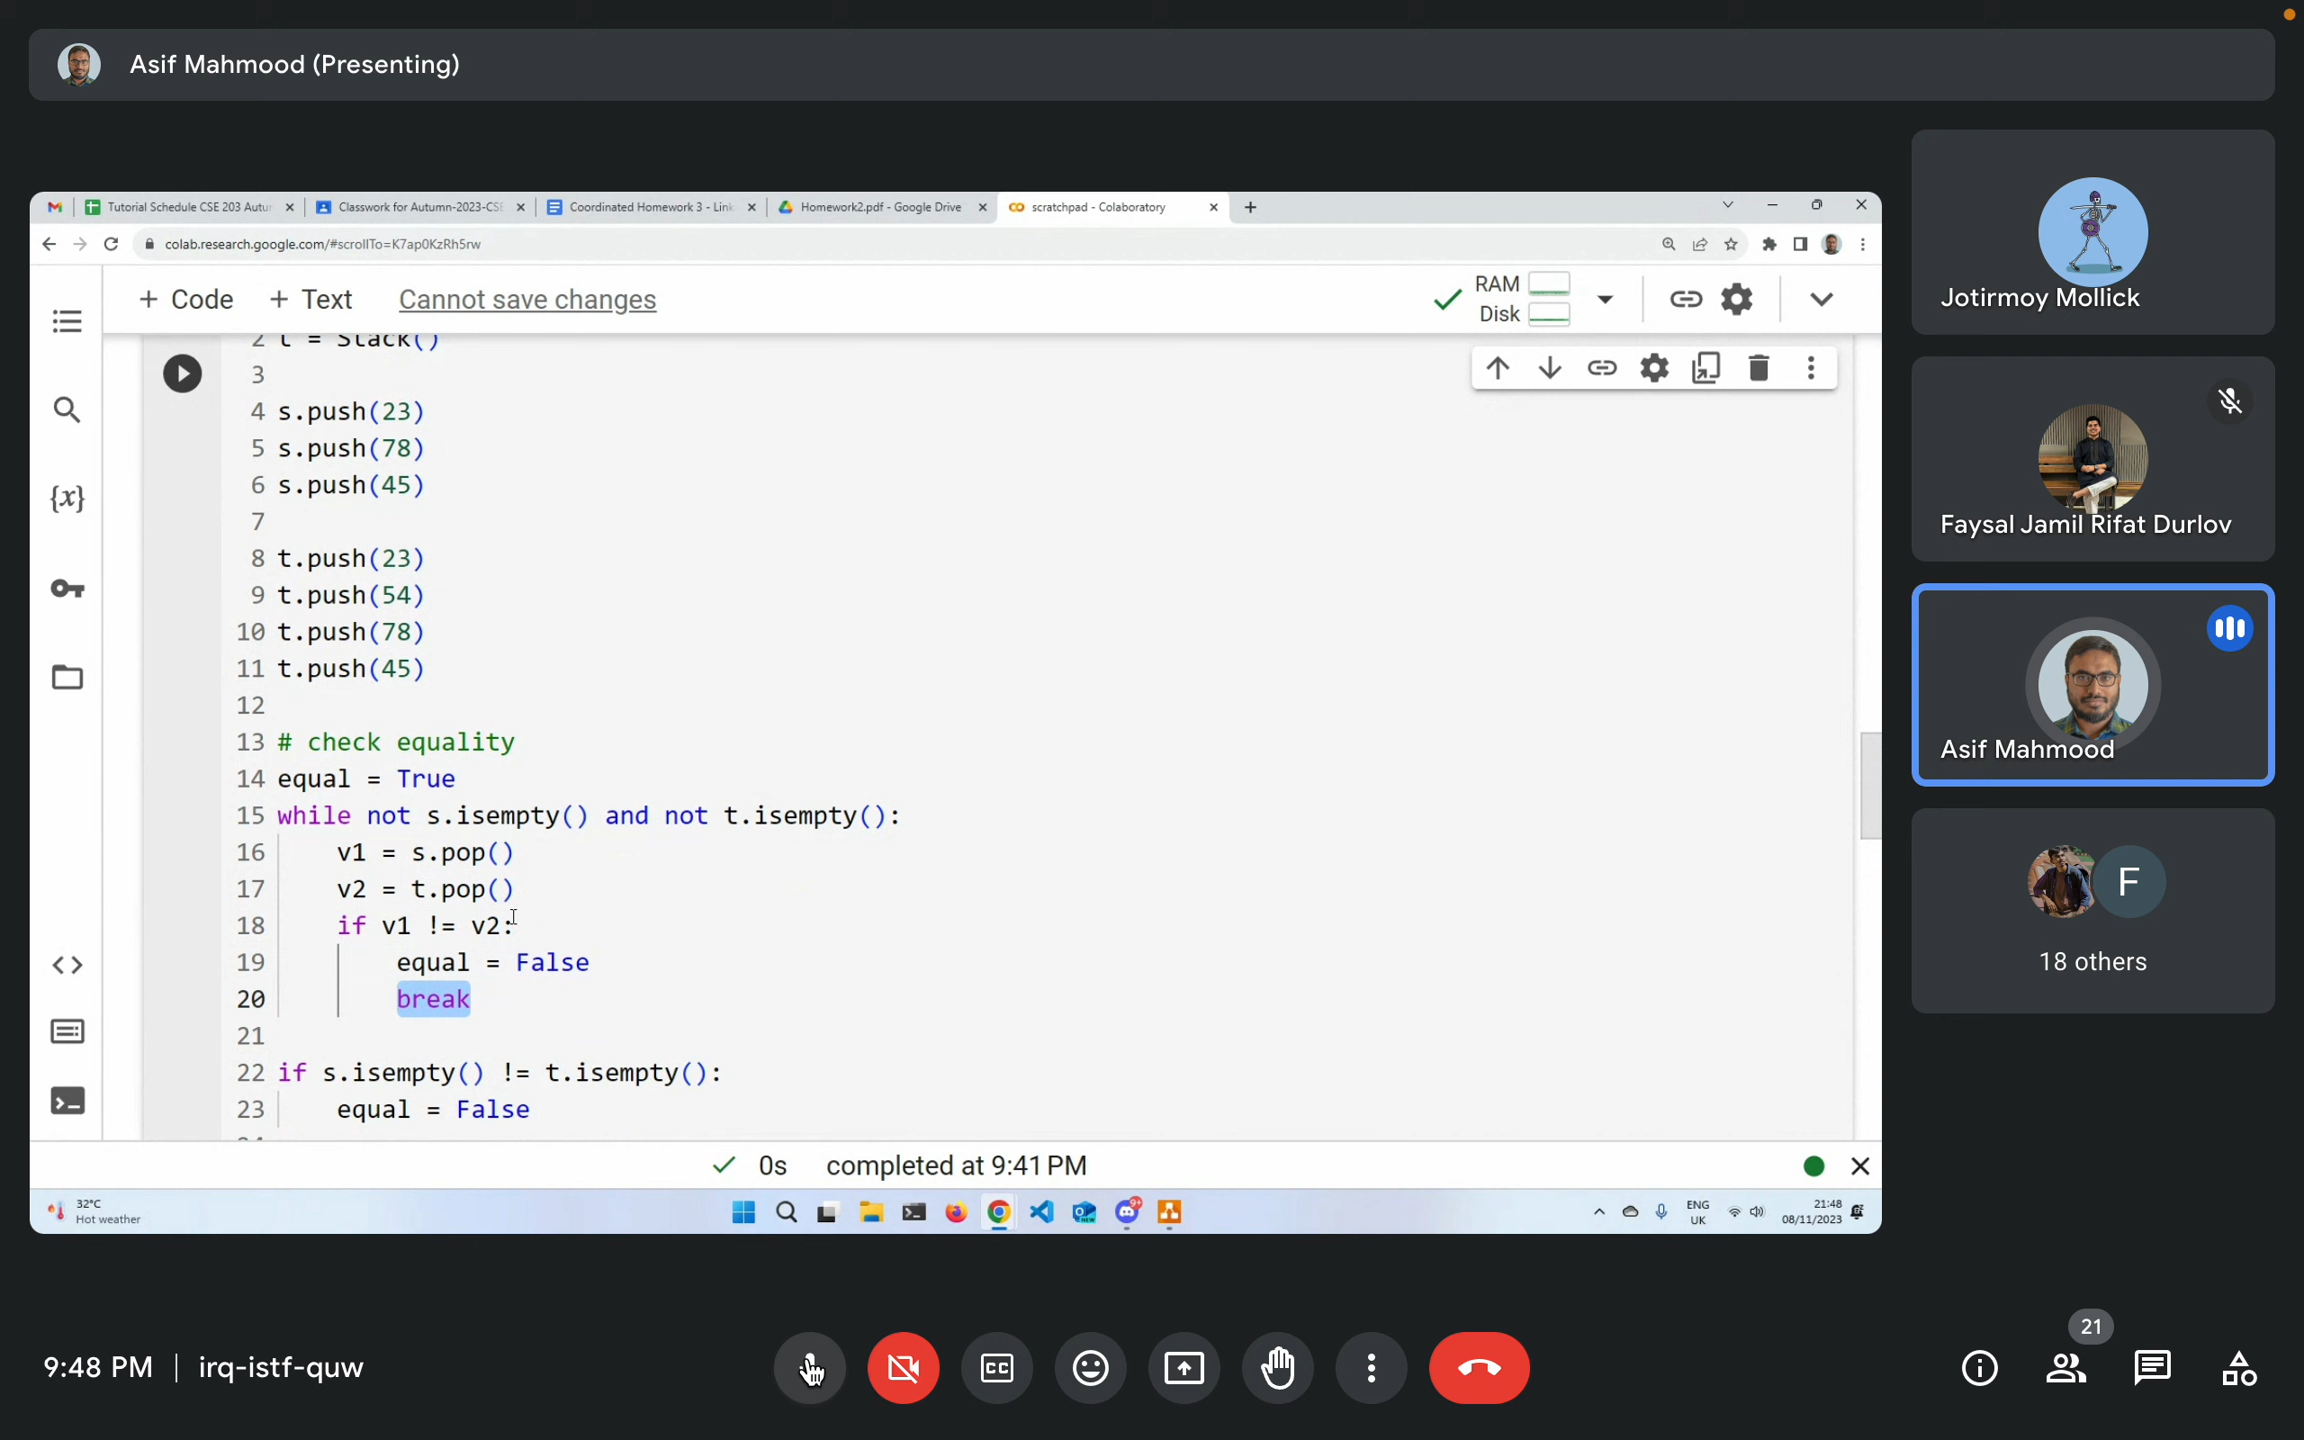 Asif Mahmood (Presenting)
Tutorial Schedule CSE 203 Autur
Classwork for Autumn-2023-CSE
Coordinated Homework 3 - Link
Homework2.pdf - Google Drive
scratchpad - Colaboratory
colab.research.google.com/#scrollTo=K7ap0KzRh5rw
+ Code
+ Text
Cannot save changes
RAM
Disk
2 t = Stack()
3
4 s.push(23)
5 s.push(78)
6 s.push(45)
7
8 t.push(23)
9 t.push(54)
10 t.push(78)
11 t.push(45)
12
13 # check equality
14 equal = True
15 while not s.isempty() and not t.isempty():
16 v1 = s.pop()
17 v2 = t.pop()
18 if v1 != v2:
19 equal = False
20 break
21
22 if s.isempty() != t.isempty():
23 equal = False
0s completed at 9:41 PM
32°C
Hot weather
ENG
UK
21:48
08/11/2023
Jotirmoy Mollick
Faysal Jamil Rifat Durlov
Asif Mahmood
F
18 others
9:48 PM | irq-istf-quw
21